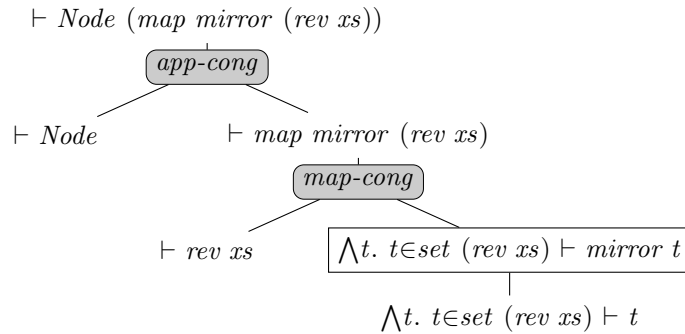 ⊢ Node (map mirror (rev xs))
app-cong
⊢ Node
⊢ map mirror (rev xs)
map-cong
⊢ rev xs
⋀t. t∈set (rev xs) ⊢ mirror t
⋀t. t∈set (rev xs) ⊢ t